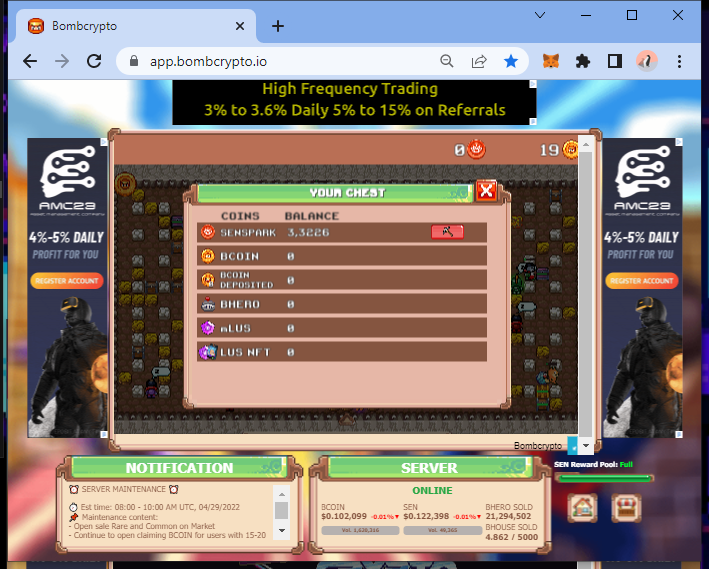 Bombcrypto
app.bombcrypto.io
High Frequency Trading
3% to 3.6% Daily 5% to 15% on Referrals
0
19
AMC23
4%-5% DAILY
PROFIT FOR YOU
REGISTER ACCOUNT
YOUR CHEST
COINS BALANCE
SENSPARK 3,3226
BCOIN 0
BCOIN DEPOSITED 0
BHERO 0
mLUS 0
LUS NFT 0
AMC23
4%-5% DAILY
PROFIT FOR YOU
REGISTER ACCOUNT
Bombcrypto
NOTIFICATION
SERVER MAINTENANCE
Est time: 08:00 - 10:00 AM UTC, 04/29/2022
Maintenance content:
- Open sale Rare and Common on Market
- Continue to open claiming BCOIN for users with 15-20
SERVER
ONLINE
BCOIN
$0.102,099 -0.01%▼
SEN
$0.122,398 -0.01%▼
BHERO SOLD
21,294,502
BHOUSE SOLD
4.862 / 5000
SEN Reward Pool: Full